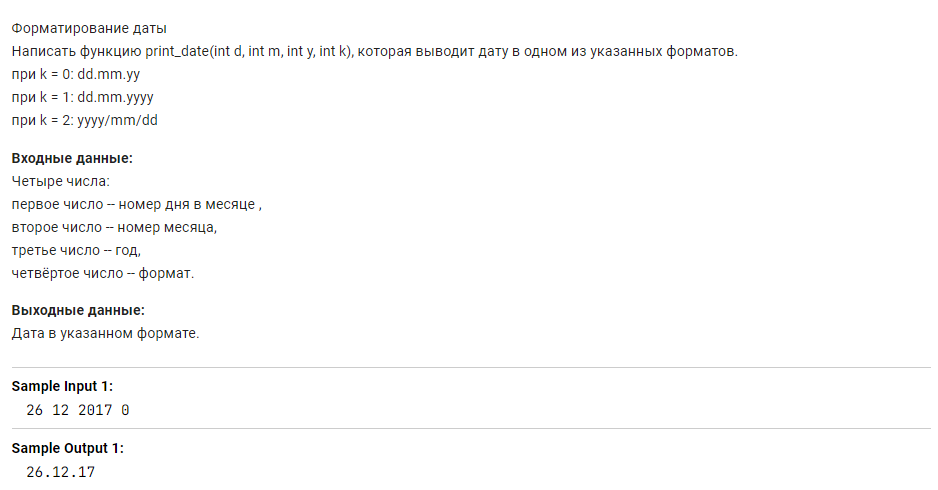 Форматирование даты
Написать функцию print_date(int d, int m, int y, int k), которая выводит дату в одном из указанных форматов.
при k = 0: dd.mm.yy
при k = 1: dd.mm.yyyy
при k = 2: yyyy/mm/dd
Входные данные:
Четыре числа:
первое число -- номер дня в месяце ,
второе число -- номер месяца,
третье число -- год,
четвёртое число -- формат.
Выходные данные:
Дата в указанном формате.
Sample Input 1:
26 12 2017 0
Sample Output 1:
26.12.17